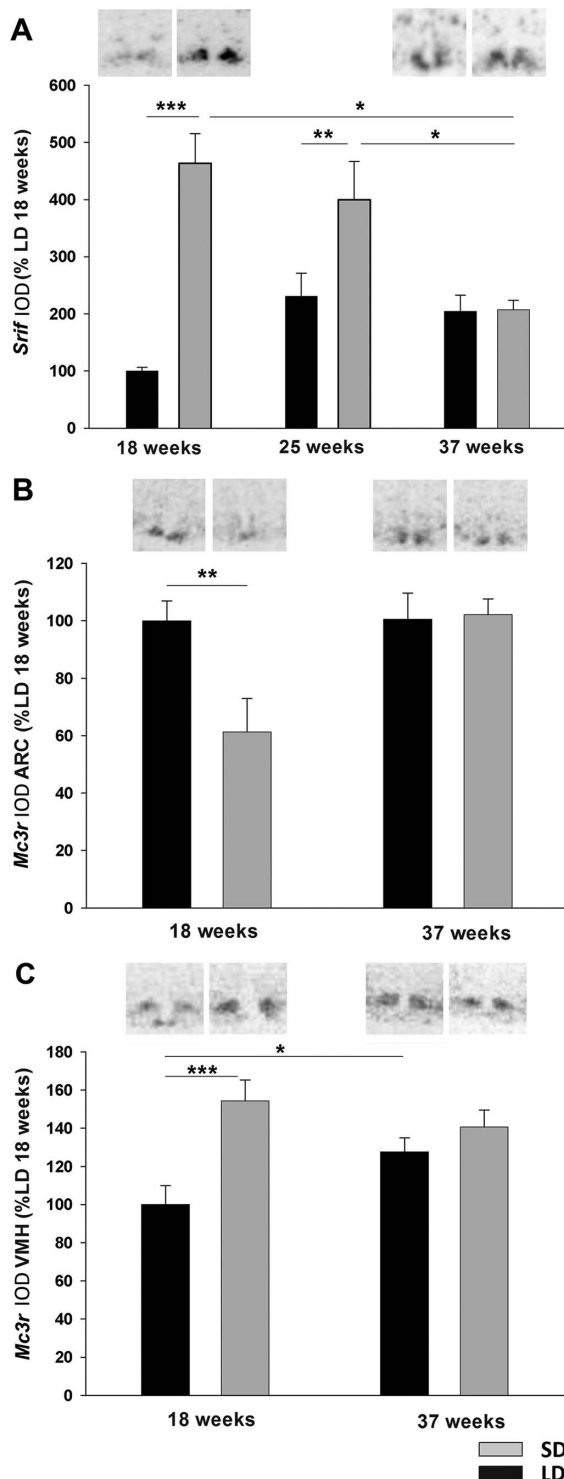 A
600
500
400
300
200
100
0
Srif IOD (% LD 18 weeks)
***
*
**
*
18 weeks
25 weeks
37 weeks
B
120
100
80
60
40
20
0
Mc3r IOD ARC (%LD 18 weeks)
**
18 weeks
37 weeks
C
180
160
140
120
100
80
60
40
20
0
Mc3r IOD VMH (%LD 18 weeks)
*
***
18 weeks
37 weeks
SD
LD